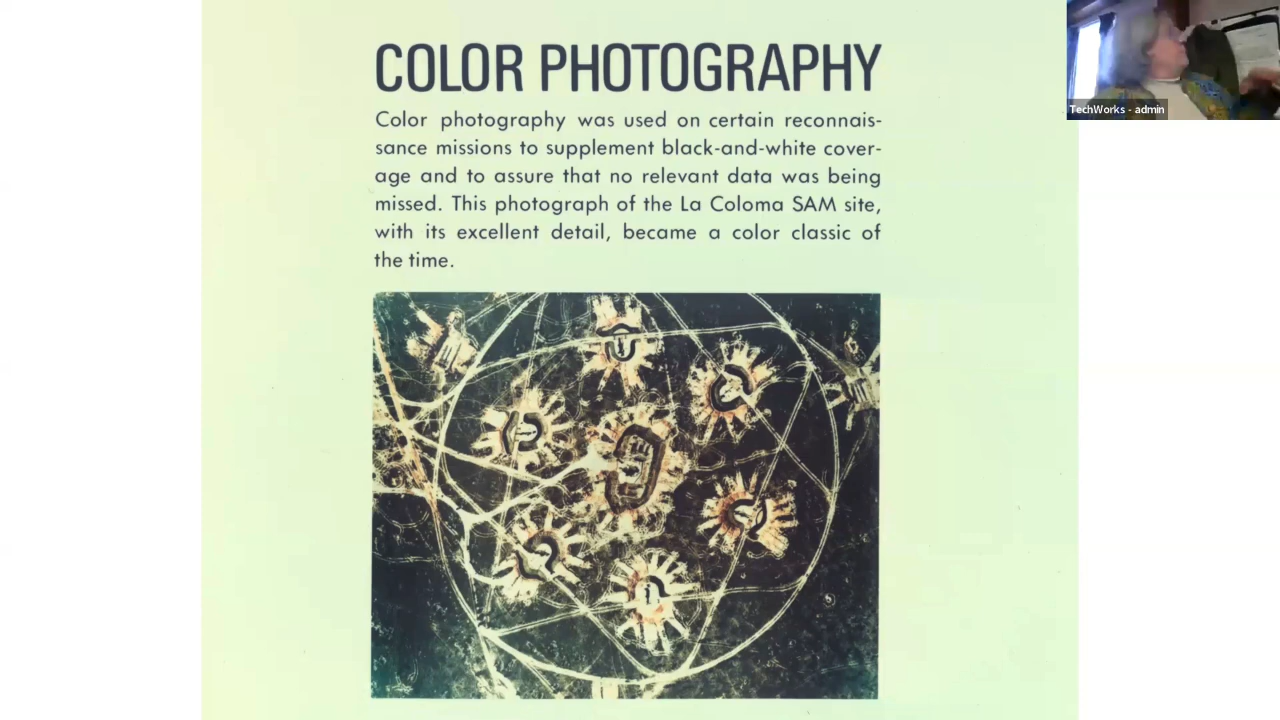 COLOR PHOTOGRAPHY
Color photography was used on certain reconnais-
sance missions to supplement black-and-white cover-
age and to assure that no relevant data was being
missed. This photograph of the La Coloma SAM site,
with its excellent detail, became a color classic of
the time.
TechWorks - admin